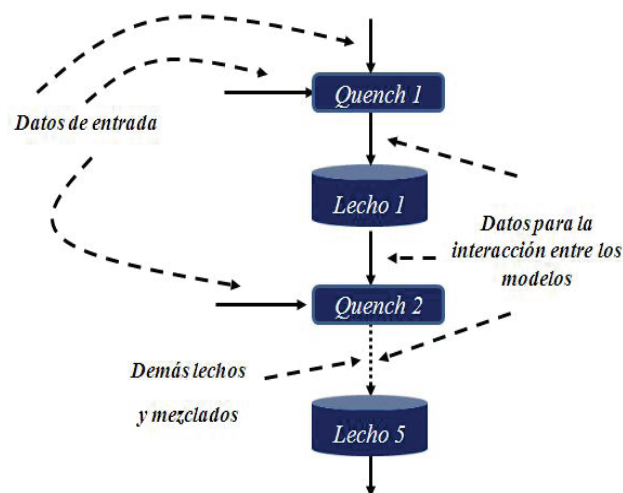 Quench 1
Datos de entrada
Lecho 1
Datos para la
interacción entre los
modelos
Quench 2
Demás lechos
y mezclados
Lecho 5